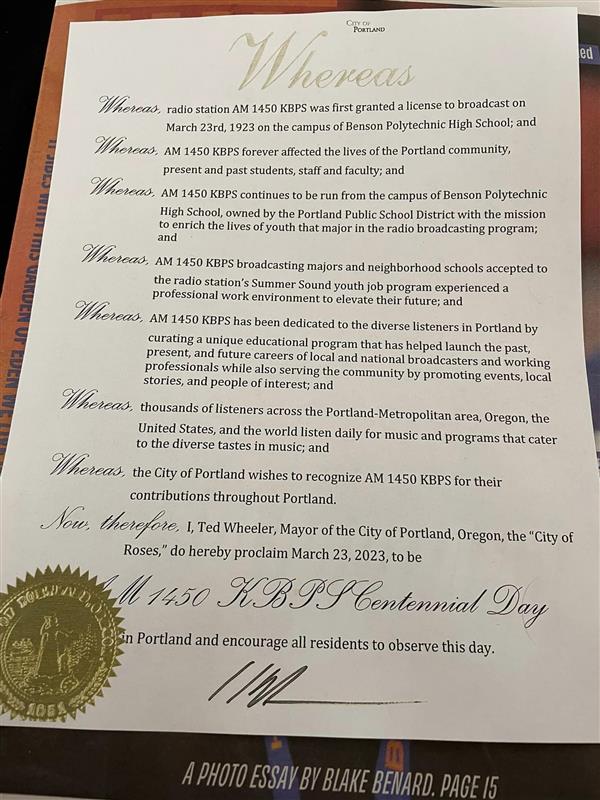 CITY OF
PORTLAND
Whereas
Whereas, radio station AM 1450 KBPS was first granted a license to broadcast on
March 23rd, 1923 on the campus of Benson Polytechnic High School; and
Whereas, AM 1450 KBPS forever affected the lives of the Portland community,
present and past students, staff and faculty; and
Whereas, AM 1450 KBPS continues to be run from the campus of Benson Polytechnic
High School, owned by the Portland Public School District with the mission
to enrich the lives of youth that major in the radio broadcasting program;
and
Whereas, AM 1450 KBPS broadcasting majors and neighborhood schools accepted to
the radio station's Summer Sound youth job program experienced a
professional work environment to elevate their future; and
Whereas, AM 1450 KBPS has been dedicated to the diverse listeners in Portland by
curating a unique educational program that has helped launch the past,
present, and future careers of local and national broadcasters and working
professionals while also serving the community by promoting events, local
stories, and people of interest; and
Whereas, thousands of listeners across the Portland-Metropolitan area, Oregon, the
United States, and the world listen daily for music and programs that cater
to the diverse tastes in music; and
Whereas, the City of Portland wishes to recognize AM 1450 KBPS for their
contributions throughout Portland.
Now, therefore, I, Ted Wheeler, Mayor of the City of Portland, Oregon, the "City of
Roses," do hereby proclaim March 23, 2023, to be
AM 1450 KBPS Centennial Day
in Portland and encourage all residents to observe this day.
1851
A PHOTO ESSAY BY BLAKE BENARD. PAGE 15
WITH THIS GARDEN OF EDEN